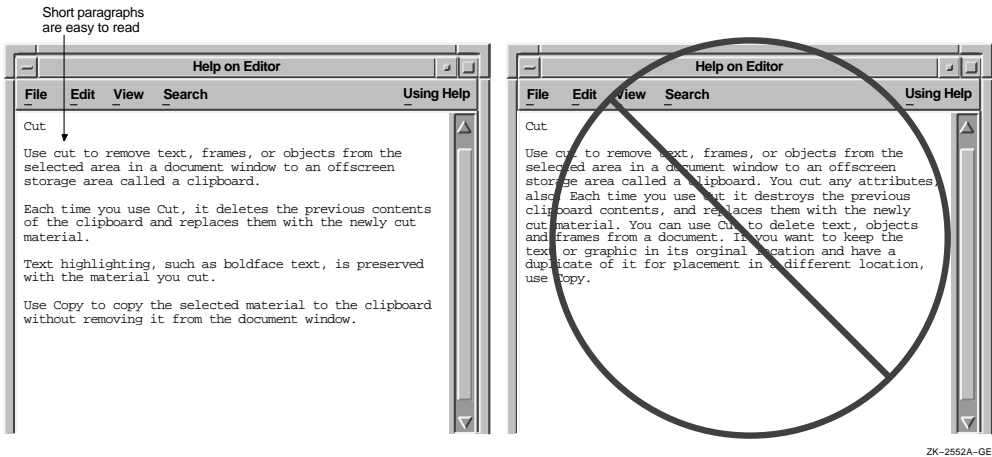 Short paragraphs
are easy to read
Help on Editor
File Edit View Search Using Help
Cut
Use cut to remove text, frames, or objects from the
selected area in a document window to an offscreen
storage area called a clipboard.
Each time you use Cut, it deletes the previous contents
of the clipboard and replaces them with the newly cut
material.
Text highlighting, such as boldface text, is preserved
with the material you cut.
Use Copy to copy the selected material to the clipboard
without removing it from the document window.
Help on Editor
File Edit View Search Using Help
Cut
Use cut to remove text, frames, or objects from the
selected area in a document window to an offscreen
storage area called a clipboard. You cut any attributes,
also. Each time you use Cut it destroys the previous
clipboard contents, and replaces them with the newly
cut material. You can use Cut to delete text, objects
and frames from a document. If you want to keep the
text or graphic in its orginal location and have a
duplicate of it for placement in a different location,
use Copy.
ZK-2552A-GE